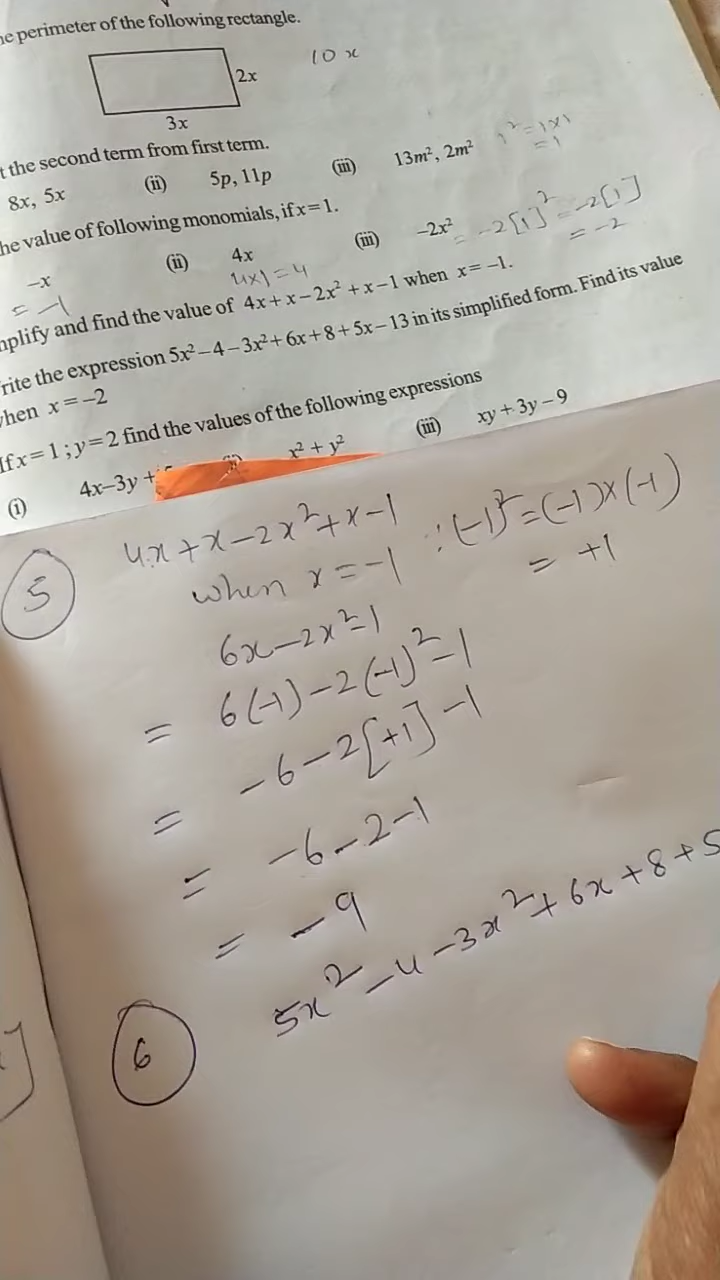 e perimeter of the following rectangle.
2x
10 x
3x
t the second term from first term.
8x, 5x (ii) 5p, 11p (iii) 13m², 2m²
1² = 1×1
= 1
he value of following monomials, if x = 1.
–x (ii) 4x (iii) –2x² = -2[1]² = -2[1]
= -1 4×1 = 4 = -2
mplify and find the value of 4x + x – 2x² + x – 1 when x = –1.
rite the expression 5x² – 4 – 3x² + 6x + 8 + 5x – 13 in its simplified form. Find its value
when x = –2
If x = 1 ; y = 2 find the values of the following expressions
(i) 4x–3y + x² + y² (iii) xy + 3y – 9
5 4x + x - 2x² + x - 1
when x = -1 : (-1)² = (-1) × (-1)
= +1
6x - 2x² - 1
= 6(-1) - 2(-1)² - 1
= -6 - 2[+1] - 1
= -6 - 2 - 1
= -9
6 5x² - 4 - 3x² + 6x + 8 + 5